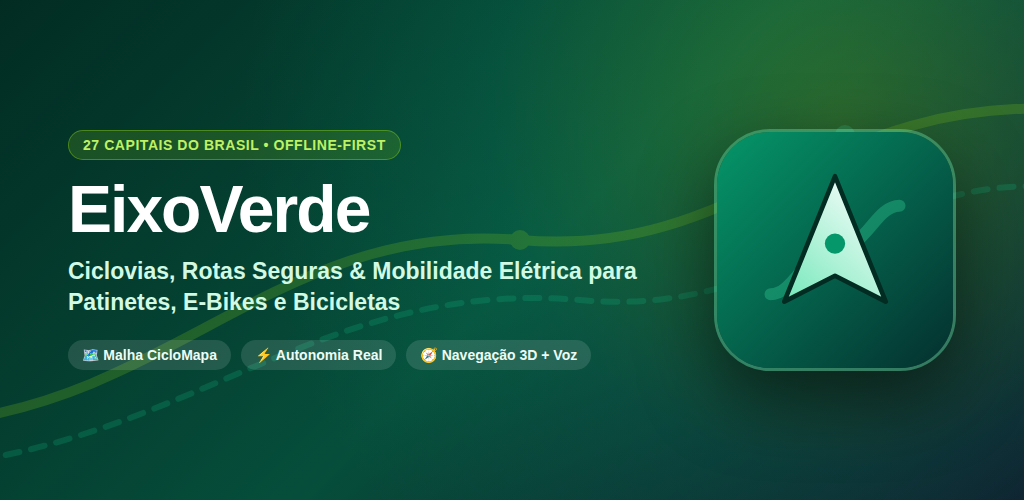 27 CAPITAIS DO BRASIL • OFFLINE-FIRST
EixoVerde
Ciclovias, Rotas Seguras & Mobilidade Elétrica para
Patinetes, E-Bikes e Bicicletas
🗺️ Malha CicloMapa
⚡ Autonomia Real
🧭 Navegação 3D + Voz